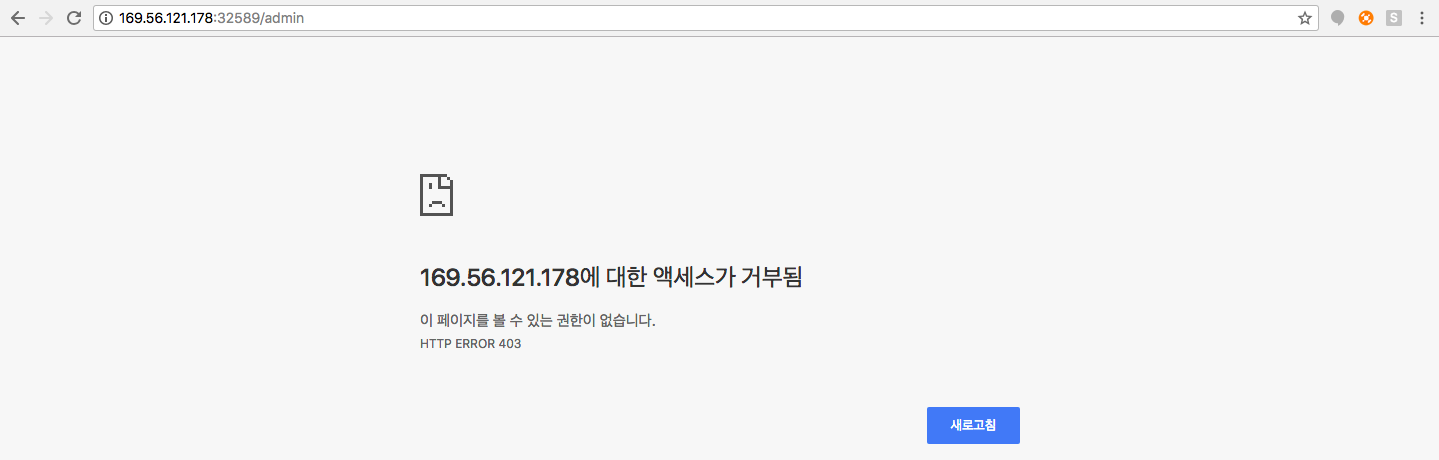 169.56.121.178:32589/admin
S
169.56.121.178에 대한 액세스가 거부됨
이 페이지를 볼 수 있는 권한이 없습니다.
HTTP ERROR 403
새로고침